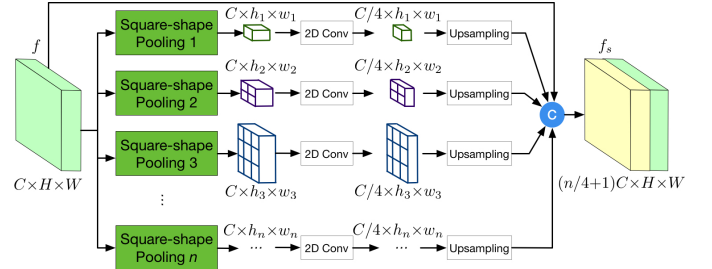 f
C×H×W
Square-shape
Pooling 1
C×h₁×w₁
2D Conv
C/4×h₁×w₁
Upsampling
Square-shape
Pooling 2
C×h₂×w₂
2D Conv
C/4×h₂×w₂
Upsampling
Square-shape
Pooling 3
C×h₃×w₃
2D Conv
C/4×h₃×w₃
Upsampling
⋮
Square-shape
Pooling n
C×hₙ×wₙ
...
2D Conv
C/4×hₙ×wₙ
...
Upsampling
C
fₛ
(n/4+1)C×H×W